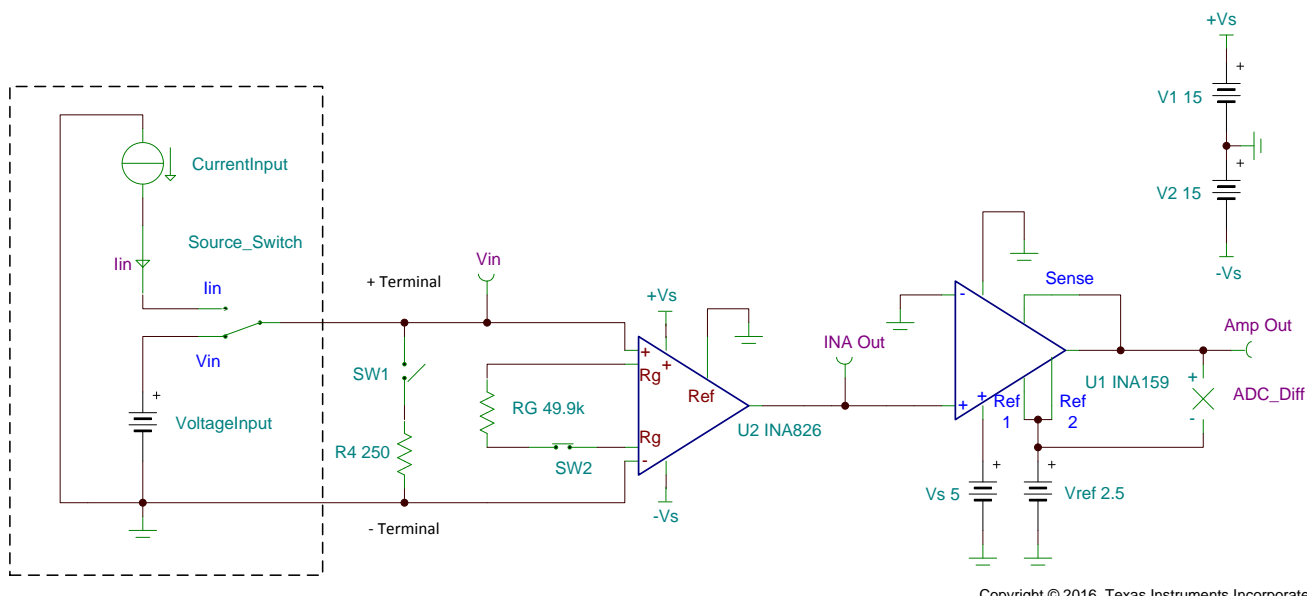 +Vs
+
V1 15
+
V2 15
-Vs
CurrentInput
Source_Switch
Iin
Iin
Vin
+
VoltageInput
+ Terminal
Vin
SW1
R4 250
- Terminal
RG 49.9k
SW2
+Vs
+
+
Rg
Ref
Rg
-
-Vs
U2 INA826
INA Out
-
Sense
+
+
Ref
1
Ref
2
U1 INA159
Amp Out
+
ADC_Diff
-
+
Vs 5
+
Vref 2.5
Copyright © 2016, Texas Instruments Incorporate